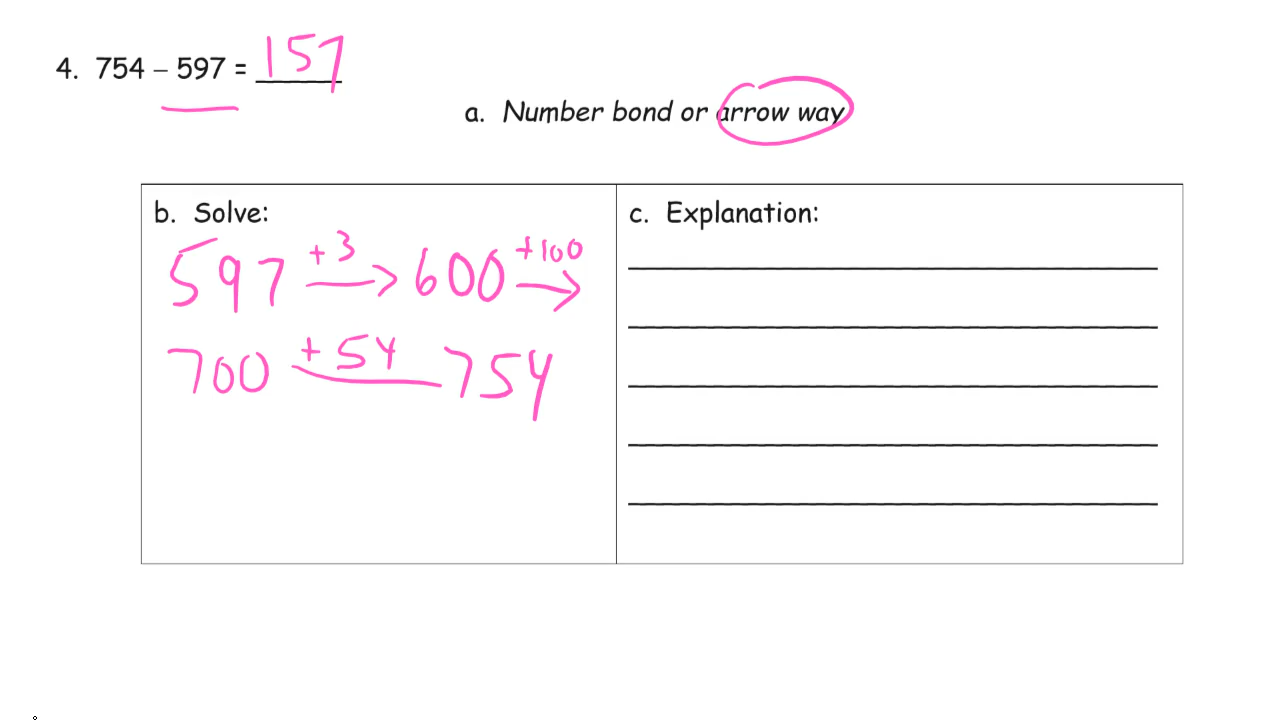 4. 754 – 597 = 157
a. Number bond or arrow way
b. Solve:
597 +3 → 600 +100 →
700 +54 754
c. Explanation: